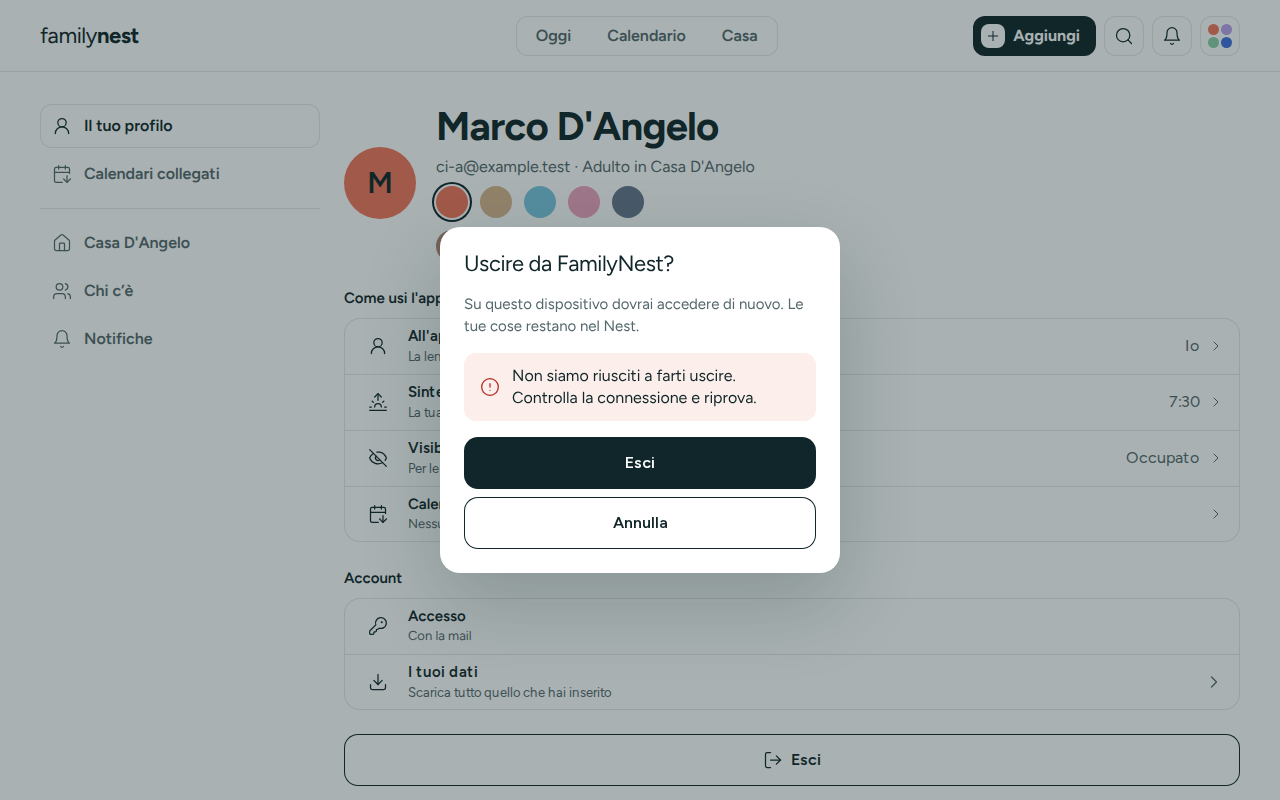 familynest
Oggi
Calendario
Casa
Aggiungi
Il tuo profilo
Calendari collegati
Casa D'Angelo
Chi c'è
Notifiche
M
Marco D'Angelo
ci-a@example.test · Adulto in Casa D'Angelo
Come usi l'app
Io
7:30
Occupato
Uscire da FamilyNest?
Su questo dispositivo dovrai accedere di nuovo. Le
tue cose restano nel Nest.
Non siamo riusciti a farti uscire.
Controlla la connessione e riprova.
Esci
Annulla
Account
Accesso
Con la mail
I tuoi dati
Scarica tutto quello che hai inserito
Esci